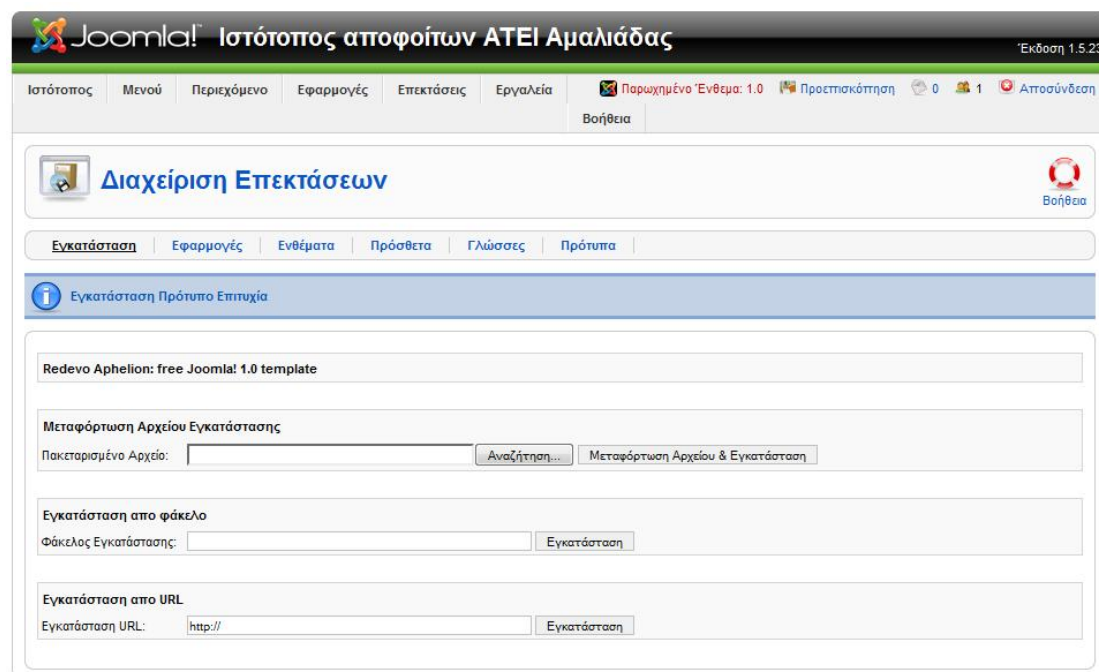 Joomla!™ Ιστότοπος αποφοίτων ΑΤΕΙ Αμαλιάδας
Έκδοση 1.5.23
Ιστότοπος Μενού Περιεχόμενο Εφαρμογές Επεκτάσεις Εργαλεία Παρωχημένο Ένθεμα: 1.0 Προεπισκόπηση 0 1 Αποσύνδεση
Βοήθεια
Διαχείριση Επεκτάσεων
Βοήθεια
Εγκατάσταση Εφαρμογές Ενθέματα Πρόσθετα Γλώσσες Πρότυπα
Εγκατάσταση Πρότυπο Επιτυχία
Redevo Aphelion: free Joomla! 1.0 template
Μεταφόρτωση Αρχείου Εγκατάστασης
Πακεταρισμένο Αρχείο: Αναζήτηση... Μεταφόρτωση Αρχείου & Εγκατάσταση
Εγκατάσταση απο φάκελο
Φάκελος Εγκατάστασης: Εγκατάσταση
Εγκατάσταση απο URL
Εγκατάσταση URL: http:// Εγκατάσταση